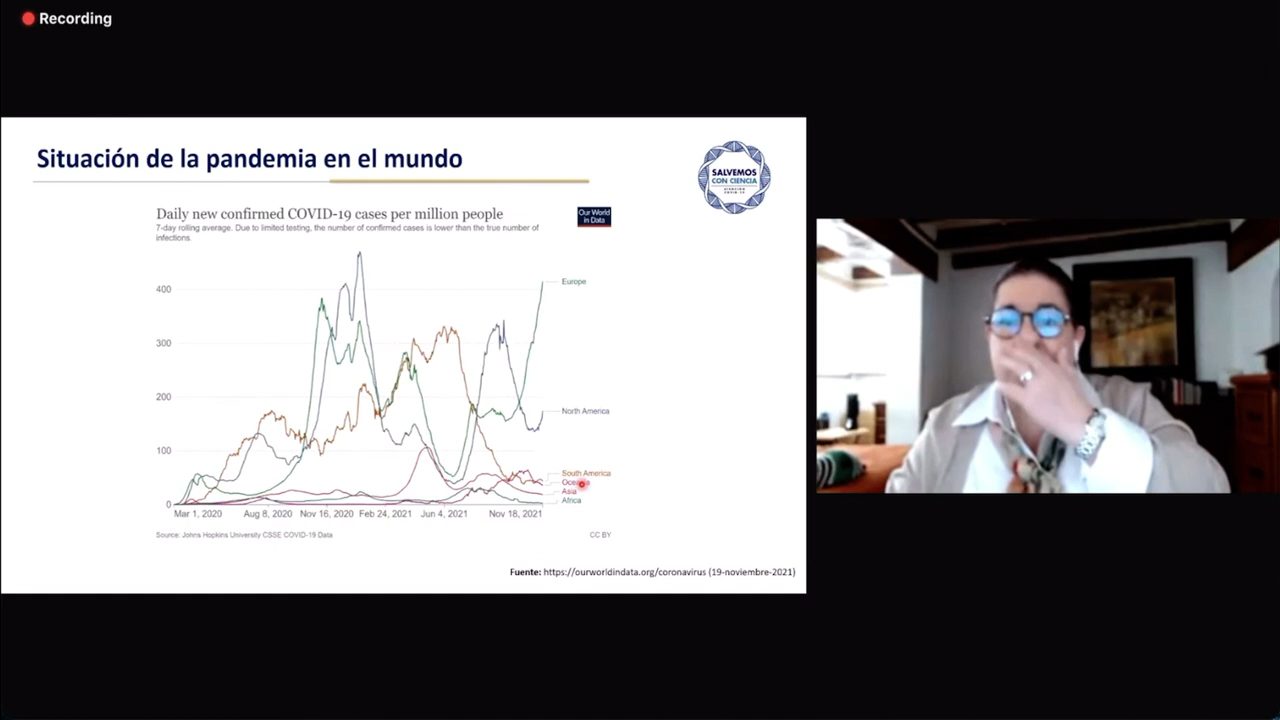 Recording
Situación de la pandemia en el mundo
SALVEMOS
CON CIENCIA
Daily new confirmed COVID-19 cases per million people
7-day rolling average. Due to limited testing, the number of confirmed cases is lower than the true number of
infections.
Our World
in Data
400
300
200
100
0
Europe
North America
South America
Asia
Africa
Mar 1, 2020
Aug 8, 2020
Nov 16, 2020
Feb 24, 2021
Jun 4, 2021
Nov 18, 2021
Source: Johns Hopkins University CSSE COVID-19 Data
CC BY
Fuente: https://ourworldindata.org/coronavirus (19-noviembre-2021)